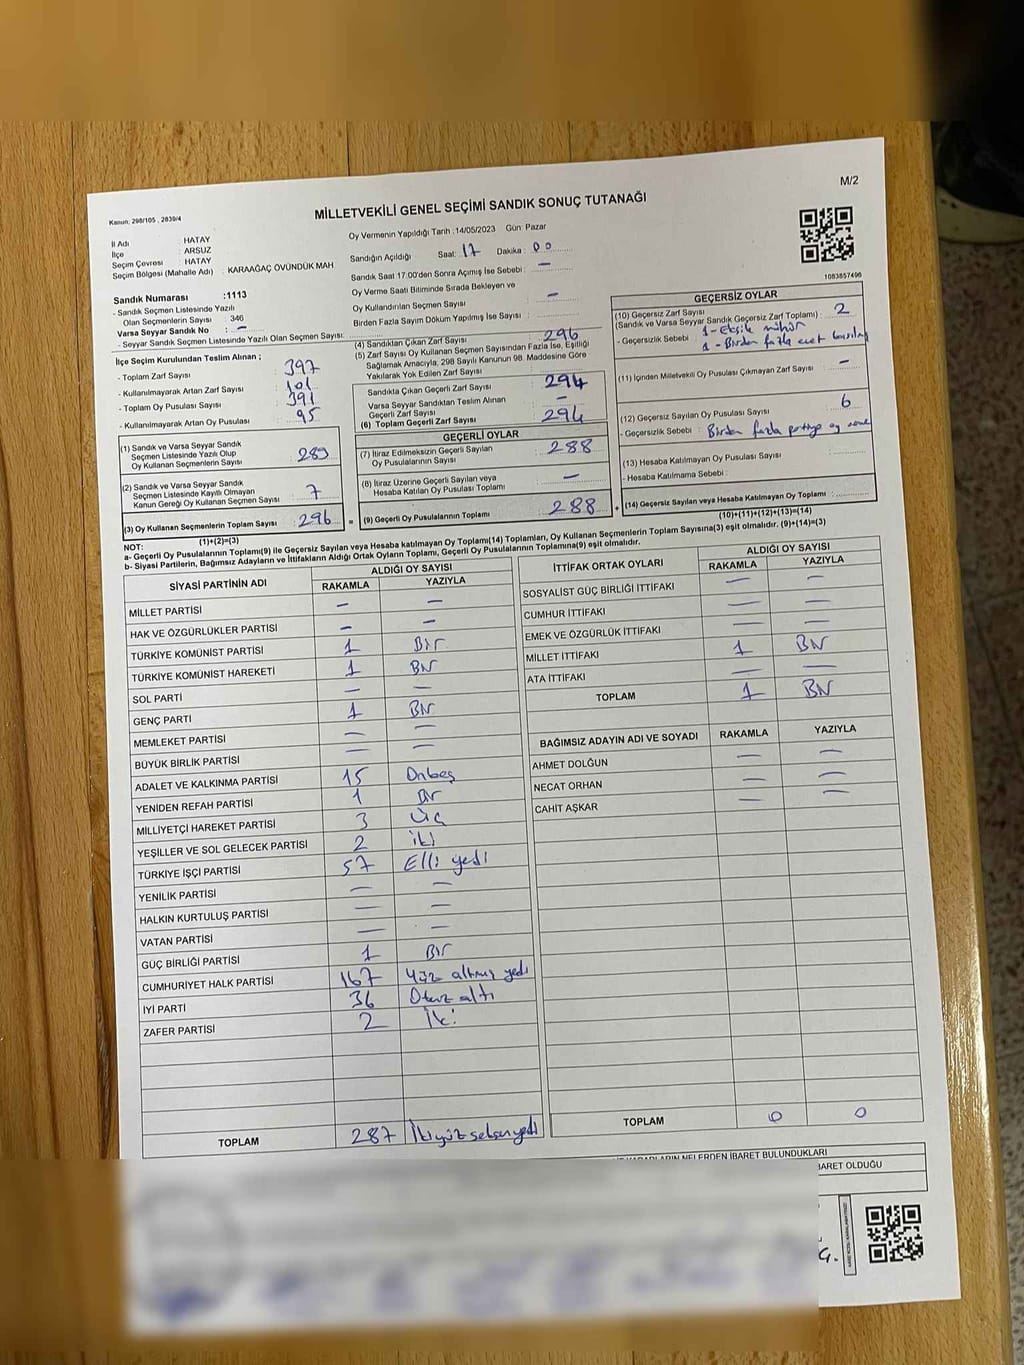 M/2
Kanun: 298/105 , 2839/4
MİLLETVEKİLİ GENEL SEÇİMİ SANDIK SONUÇ TUTANAĞI
İl Adı HATAY
İlçe ARSUZ
Seçim Çevresi HATAY
Seçim Bölgesi (Mahalle Adı) : KARAAĞAÇ ÖVÜNDÜK MAH
Sandık Numarası :1113
- Sandık Seçmen Listesinde Yazılı
Olan Seçmenlerin Sayısı : 346
Varsa Seyyar Sandık No : -
- Seyyar Sandık Seçmen Listesinde Yazılı Olan Seçmen Sayısı:
Oy Vermenin Yapıldığı Tarih :14/05/2023 Gün: Pazar
Sandığın Açıldığı Saat: 17 Dakika : 00
Sandık Saat 17.00'den Sonra Açımış İse Sebebi : -
Oy Verme Saati Bitiminde Sırada Bekleyen ve
Oy Kullandırılan Seçmen Sayısı -
Birden Fazla Sayım Döküm Yapılmış İse Sayısı :
1083857496
İlçe Seçim Kurulundan Teslim Alınan ;
- Toplam Zarf Sayısı 397
- Kullanılmayarak Artan Zarf Sayısı 101
- Toplam Oy Pusulası Sayısı 391
- Kullanılmayarak Artan Oy Pusulası 95
(1) Sandık ve Varsa Seyyar Sandık
Seçmen Listesinde Yazılı Olup
Oy Kullanan Seçmenlerin Sayısı 289
(2) Sandık ve Varsa Seyyar Sandık
Seçmen Listesinde Kayıtlı Olmayan
Kanun Gereği Oy Kullanan Seçmen Sayısı 7
(3) Oy Kullanan Seçmenlerin Toplam Sayısı 296
(1)+(2)=(3)
(4) Sandıktan Çıkan Zarf Sayısı 296
(5) Zarf Sayısı Oy Kullanan Seçmen Sayısından Fazla İse, Eşitliği
Sağlamak Amacıyla, 298 Sayılı Kanunun 98. Maddesine Göre
Yakılarak Yok Edilen Zarf Sayısı
Sandıkta Çıkan Geçerli Zarf Sayısı 294
Varsa Seyyar Sandıktan Teslim Alınan
Geçerli Zarf Sayısı -
(6) Toplam Geçerli Zarf Sayısı 294
GEÇERLİ OYLAR
(7) İtiraz Edilmeksizin Geçerli Sayılan
Oy Pusulalarının Sayısı 288
(8) İtiraz Üzerine Geçerli Sayılan veya
Hesaba Katılan Oy Pusulası Toplamı -
= (9) Geçerli Oy Pusulalarının Toplamı 288
GEÇERSİZ OYLAR
(10) Geçersiz Zarf Sayısı
(Sandık ve Varsa Seyyar Sandık Geçersiz Zarf Toplamı) : 2
- Geçersizlik Sebebi : 1- Eksik mühür
1 - Birden fazla evet basılmış
(11) İçinden Milletvekili Oy Pusulası Çıkmayan Zarf Sayısı : -
(12) Geçersiz Sayılan Oy Pusulası Sayısı 6
- Geçersizlik Sebebi : Birden fazla partiye oy
(13) Hesaba Katılmayan Oy Pusulası Sayısı
- Hesaba Katılmama Sebebi :
+ (14) Geçersiz Sayılan veya Hesaba Katılmayan Oy Toplamı :
(10)+(11)+(12)+(13)=(14)
NOT:
a- Geçerli Oy Pusulalarının Toplamı(9) ile Geçersiz Sayılan veya Hesaba Katılmayan Oy Toplamı(14) Toplamları, Oy Kullanan Seçmenlerin Toplam Sayısına(3) eşit olmalıdır. (9)+(14)=(3)
b- Siyasi Partilerin, Bağımsız Adayların ve İttifakların Aldığı Ortak Oyların Toplamı, Geçerli Oy Pusulalarının Toplamına(9) eşit olmalıdır.
SİYASİ PARTİNİN ADI ALDIĞI OY SAYISI
RAKAMLA YAZIYLA
MİLLET PARTİSİ - -
HAK VE ÖZGÜRLÜKLER PARTİSİ - -
TÜRKİYE KOMÜNİST PARTİSİ 1 Bir
TÜRKİYE KOMÜNİST HAREKETİ 1 Bir
SOL PARTİ - -
GENÇ PARTİ 1 Bir
MEMLEKET PARTİSİ - -
BÜYÜK BİRLİK PARTİSİ - -
ADALET VE KALKINMA PARTİSİ 15 Onbeş
YENİDEN REFAH PARTİSİ 1 Bir
MİLLİYETÇİ HAREKET PARTİSİ 3 Üç
YEŞİLLER VE SOL GELECEK PARTİSİ 2 iki
TÜRKİYE İŞÇİ PARTİSİ 57 Elli yedi
YENİLİK PARTİSİ - -
HALKIN KURTULUŞ PARTİSİ - -
VATAN PARTİSİ - -
GÜÇ BİRLİĞİ PARTİSİ 1 Bir
CUMHURİYET HALK PARTİSİ 167 Yüz altmış yedi
İYİ PARTİ 36 Otuz altı
ZAFER PARTİSİ 2 İki
TOPLAM 287 İkiyüz seksenyedi
İTTİFAK ORTAK OYLARI ALDIĞI OY SAYISI
RAKAMLA YAZIYLA
SOSYALİST GÜÇ BİRLİĞİ İTTİFAKI - -
CUMHUR İTTİFAKI - -
EMEK VE ÖZGÜRLÜK İTTİFAKI - -
MİLLET İTTİFAKI 1 Bir
ATA İTTİFAKI - -
TOPLAM 1 Bir
BAĞIMSIZ ADAYIN ADI VE SOYADI RAKAMLA YAZIYLA
AHMET DOLĞUN - -
NECAT ORHAN - -
CAHİT AŞKAR - -
TOPLAM 0 0
NELERDEN İBARET BULUNDUKLARI
BARET OLDUĞU
G.